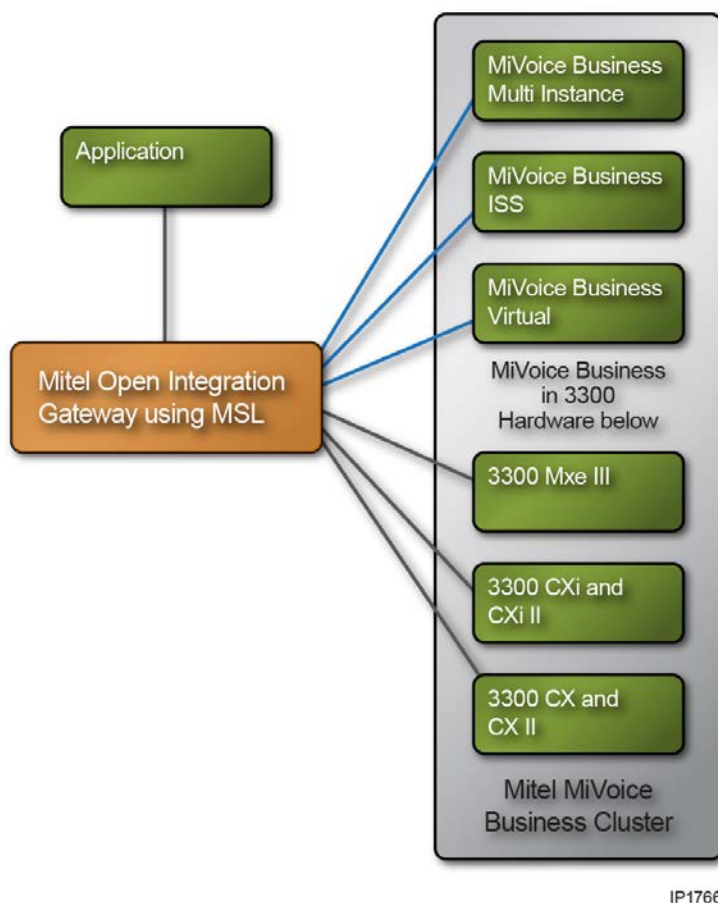 Application
Mitel Open Integration
Gateway using MSL
MiVoice Business
Multi Instance
MiVoice Business
ISS
MiVoice Business
Virtual
MiVoice Business
in 3300
Hardware below
3300 Mxe III
3300 CXi and
CXi II
3300 CX and
CX II
Mitel MiVoice
Business Cluster
IP1766